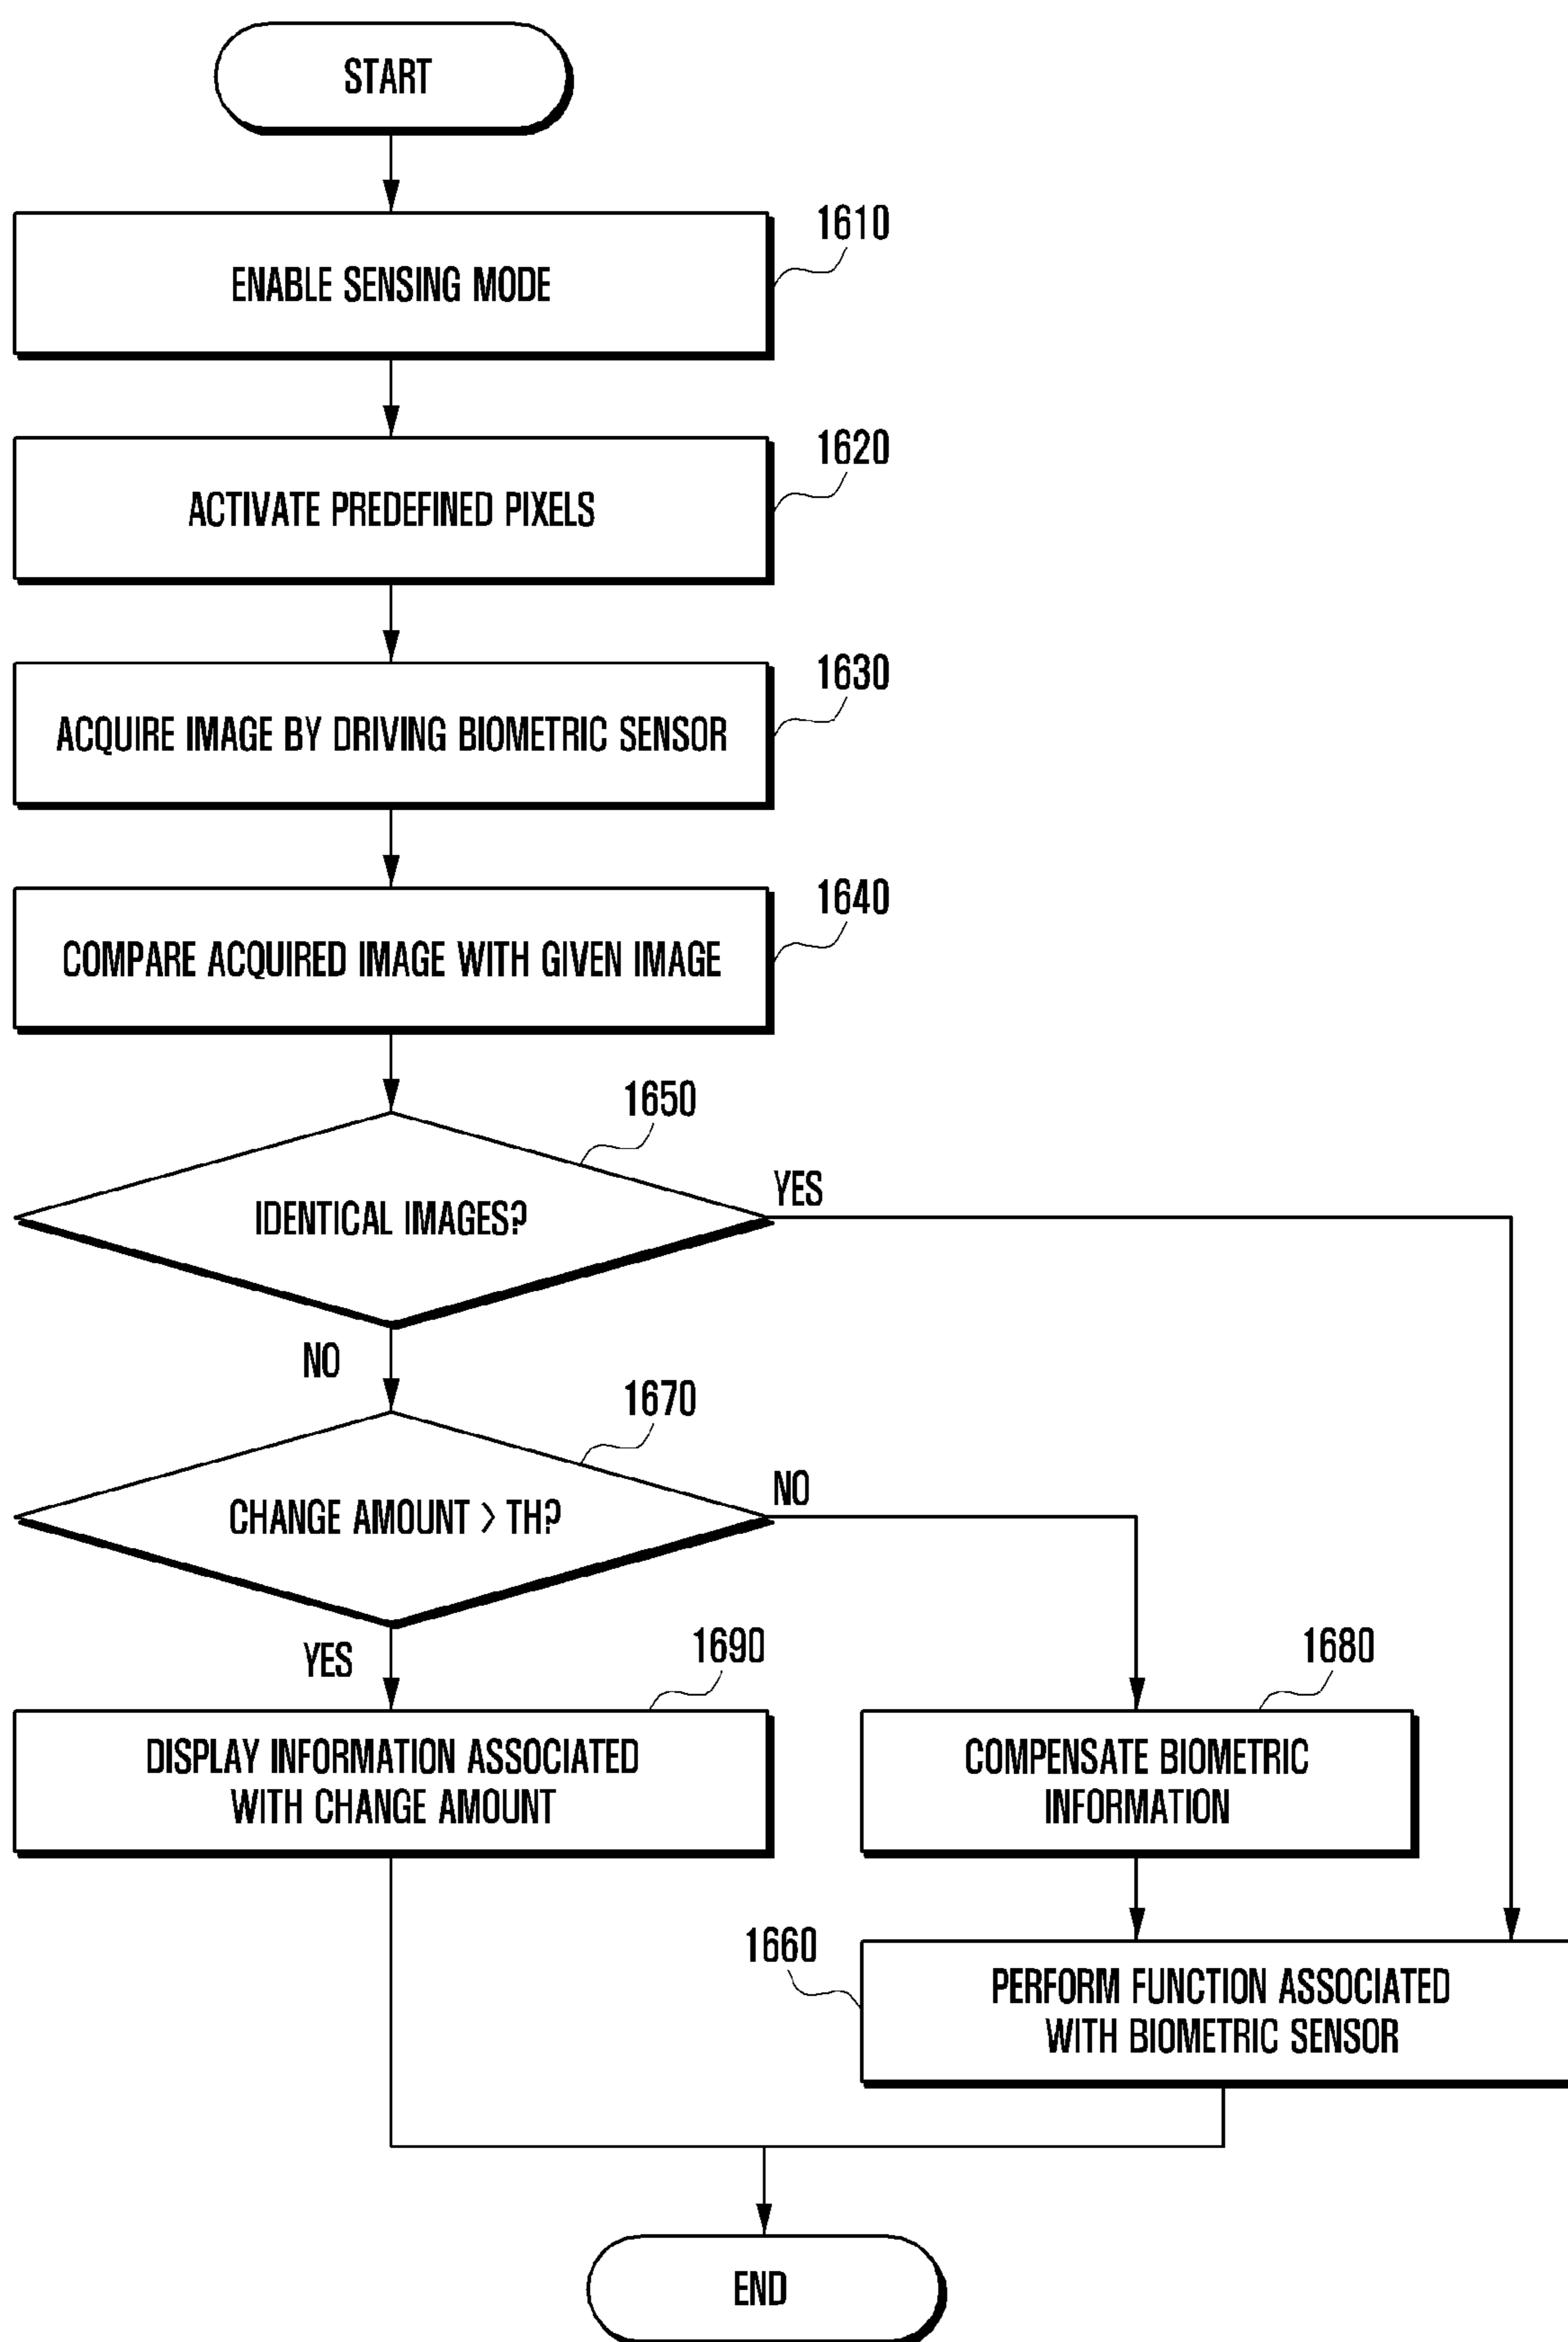 START
1610
ENABLE SENSING MODE
1620
ACTIVATE PREDEFINED PIXELS
1630
ACQUIRE IMAGE BY DRIVING BIOMETRIC SENSOR
1640
COMPARE ACQUIRED IMAGE WITH GIVEN IMAGE
1650
YES
IDENTICAL IMAGES?
NO
1670
NO
CHANGE AMOUNT > TH?
YES
1690
1680
DISPLAY INFORMATION ASSOCIATED
WITH CHANGE AMOUNT
COMPENSATE BIOMETRIC
INFORMATION
1660
PERFORM FUNCTION ASSOCIATED
WITH BIOMETRIC SENSOR
END